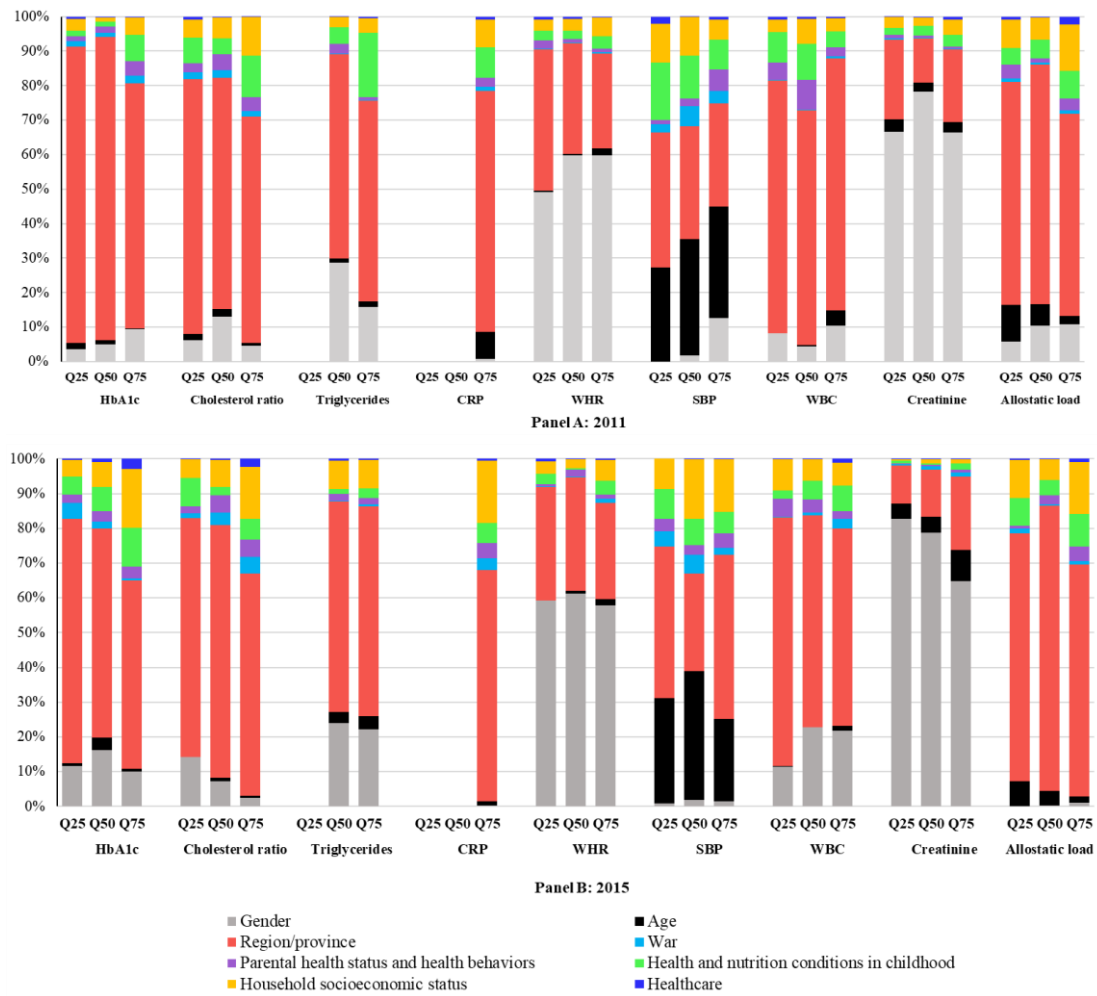 100%
90%
80%
70%
60%
50%
40%
30%
20%
10%
0%
Q25 Q50 Q75 Q25 Q50 Q75 Q25 Q50 Q75 Q25 Q50 Q75 Q25 Q50 Q75 Q25 Q50 Q75 Q25 Q50 Q75 Q25 Q50 Q75 Q25 Q50 Q75
HbA1c Cholesterol ratio Triglycerides CRP WHR SBP WBC Creatinine Allostatic load
Panel A: 2011
100%
90%
80%
70%
60%
50%
40%
30%
20%
10%
0%
Q25 Q50 Q75 Q25 Q50 Q75 Q25 Q50 Q75 Q25 Q50 Q75 Q25 Q50 Q75 Q25 Q50 Q75 Q25 Q50 Q75 Q25 Q50 Q75 Q25 Q50 Q75
HbA1c Cholesterol ratio Triglycerides CRP WHR SBP WBC Creatinine Allostatic load
Panel B: 2015
Gender Age
Region/province War
Parental health status and health behaviors Health and nutrition conditions in childhood
Household socioeconomic status Healthcare